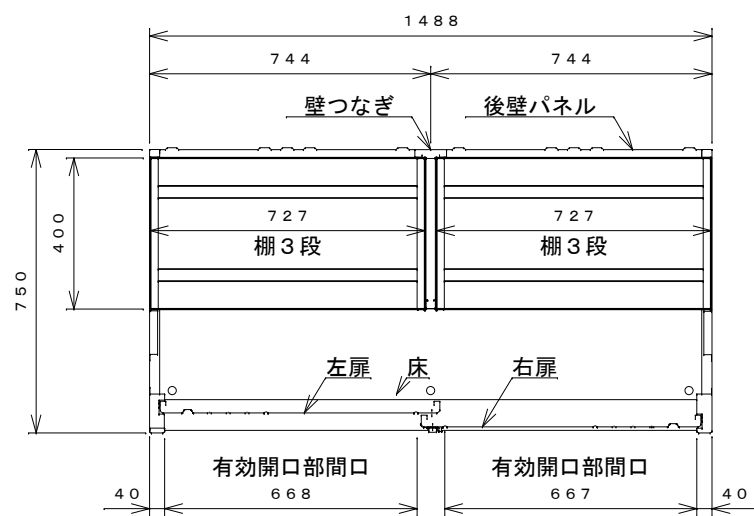 1488
744 744
壁つなぎ 後壁パネル
727 727
棚3段 棚3段
400
750
左扉 床 右扉
有効開口部間口 有効開口部間口
40 668 667 40